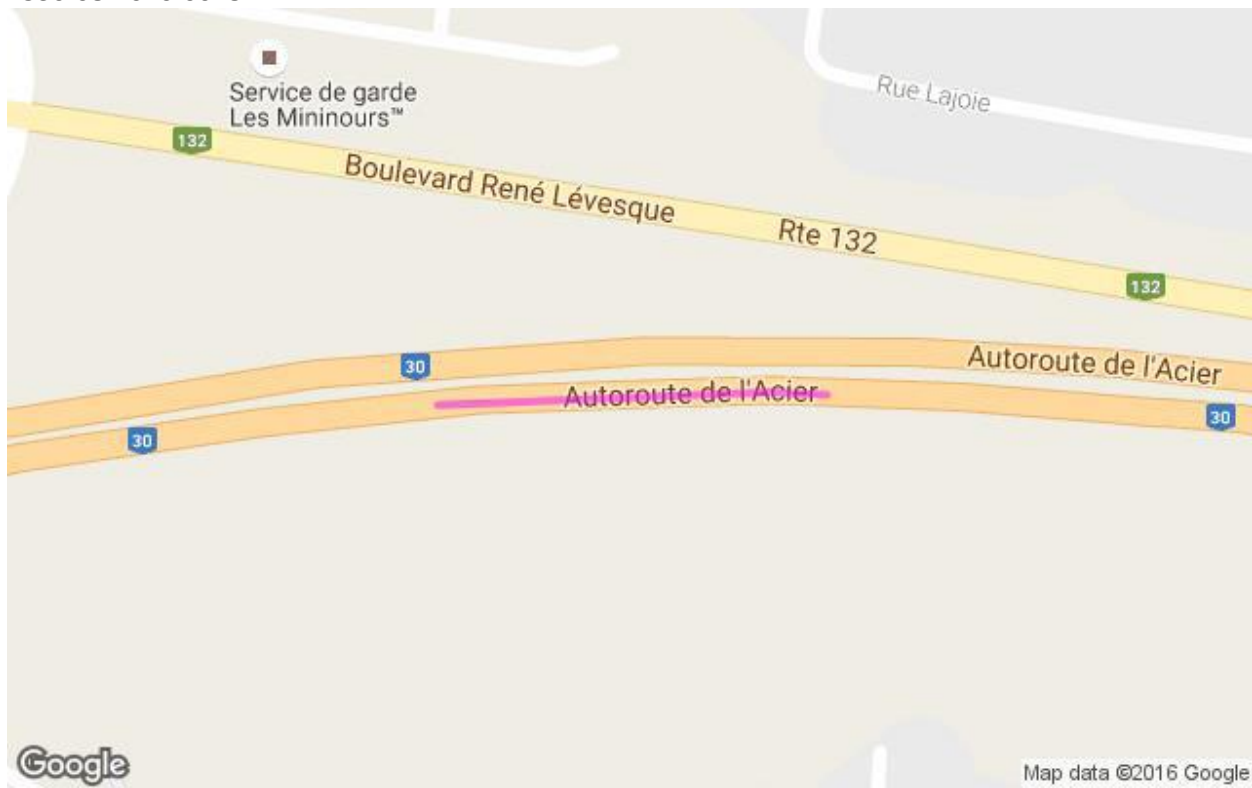 Service de garde
Les Mininours™
Rue Lajoie
132
Boulevard René Lévesque
Rte 132
132
30
Autoroute de l'Acier
Autoroute de l'Acier
30
30
Google
Map data ©2016 Google